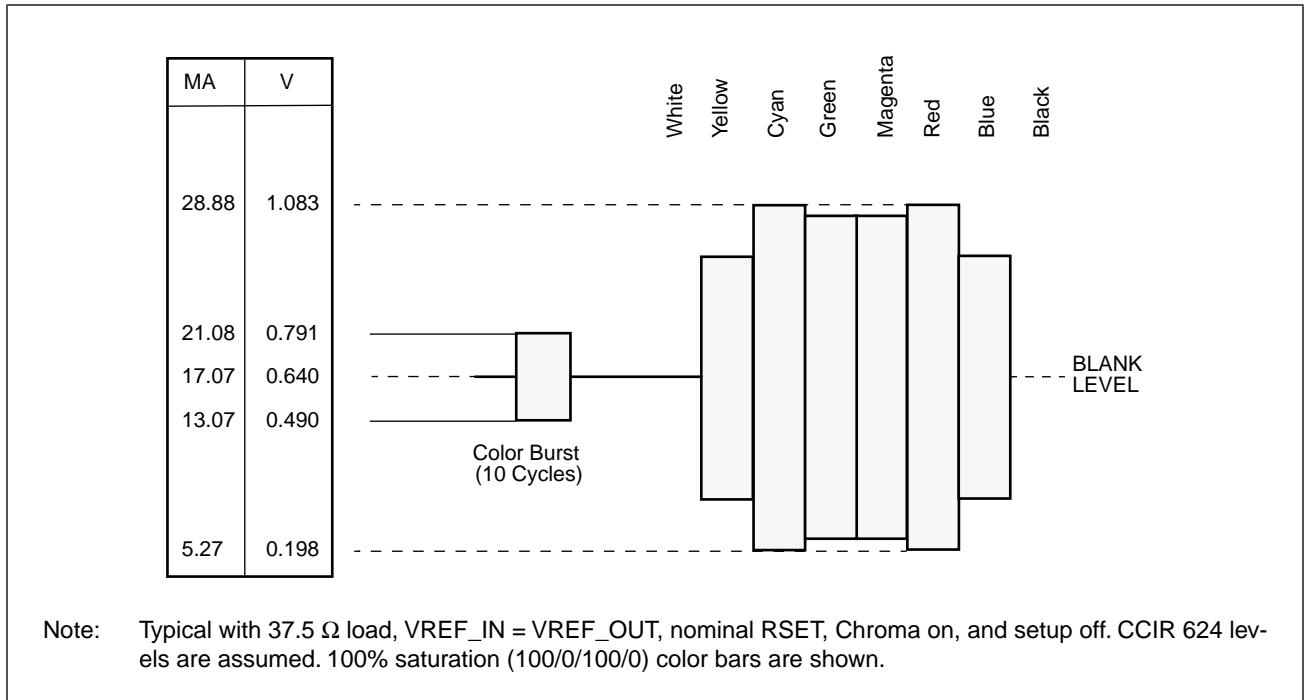 MA V
White
Yellow
Cyan
Green
Magenta
Red
Blue
Black
28.88 1.083
21.08 0.791
17.07 0.640
13.07 0.490
5.27 0.198
BLANK
LEVEL
Color Burst
(10 Cycles)
Note: Typical with 37.5 Ω load, VREF_IN = VREF_OUT, nominal RSET, Chroma on, and setup off. CCIR 624 lev-
els are assumed. 100% saturation (100/0/100/0) color bars are shown.